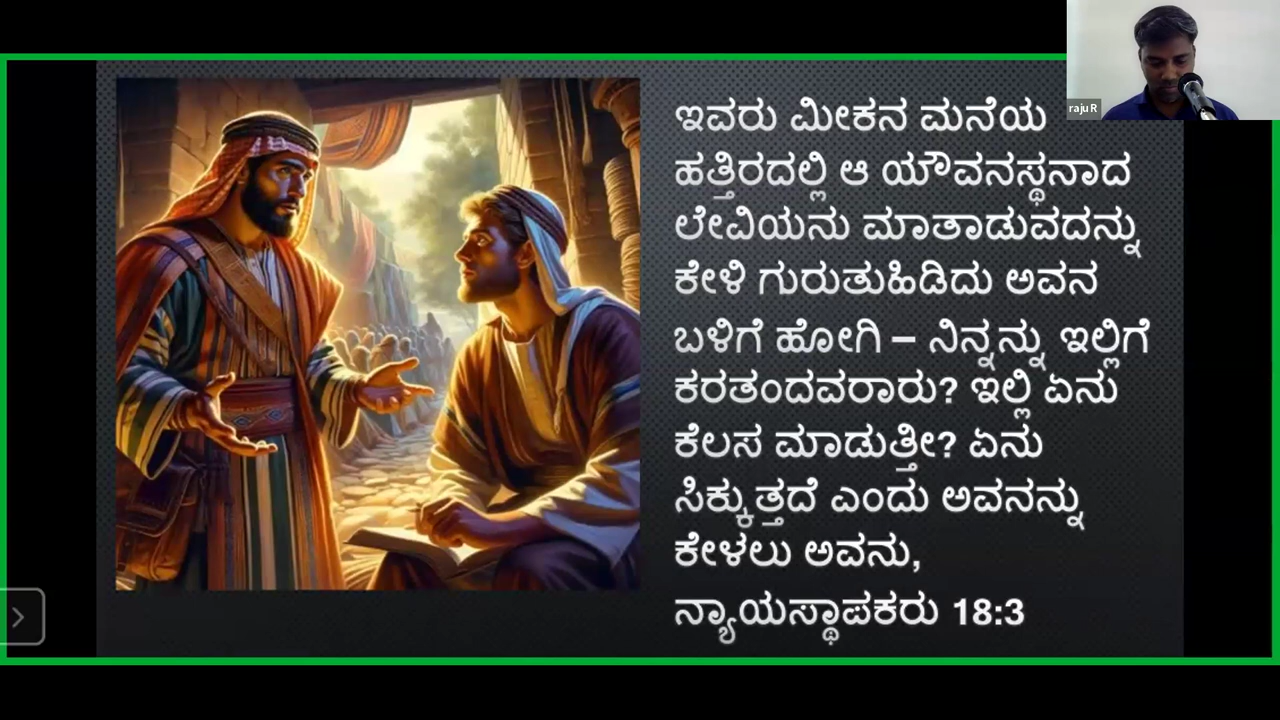 raju R
ಇವರು ಮೀಕನ ಮನೆಯ
ಹತ್ತಿರದಲ್ಲಿ ಆ ಯೌವನಸ್ಥನಾದ
ಲೇವಿಯನು ಮಾತಾಡುವದನ್ನು
ಕೇಳಿ ಗುರುತುಹಿಡಿದು ಅವನ
ಬಳಿಗೆ ಹೋಗಿ – ನಿನ್ನನ್ನು ಇಲ್ಲಿಗೆ
ಕರತಂದವರಾರು? ಇಲ್ಲಿ ಏನು
ಕೆಲಸ ಮಾಡುತ್ತೀ? ಏನು
ಸಿಕ್ಕುತ್ತದೆ ಎಂದು ಅವನನ್ನು
ಕೇಳಲು ಅವನು,
ನ್ಯಾಯಸ್ಥಾಪಕರು 18:3